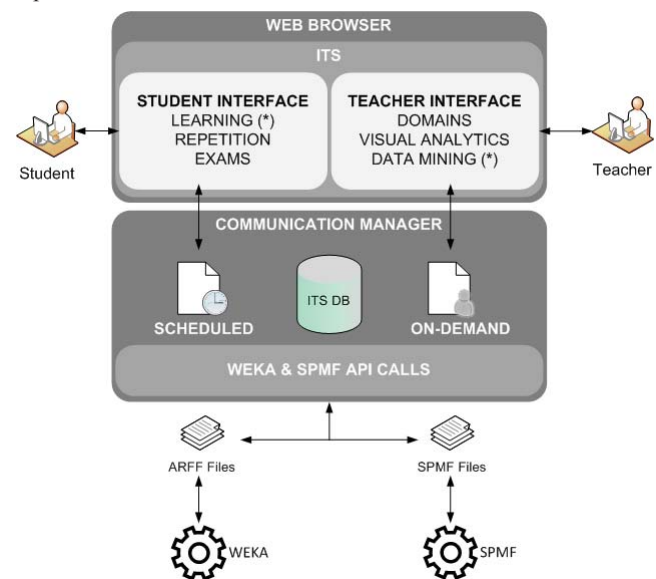 WEB BROWSER
ITS
STUDENT INTERFACE
LEARNING (*)
REPETITION
EXAMS
TEACHER INTERFACE
DOMAINS
VISUAL ANALYTICS
DATA MINING (*)
Student
Teacher
COMMUNICATION MANAGER
ITS DB
SCHEDULED
ON-DEMAND
WEKA & SPMF API CALLS
ARFF Files
SPMF Files
WEKA
SPMF